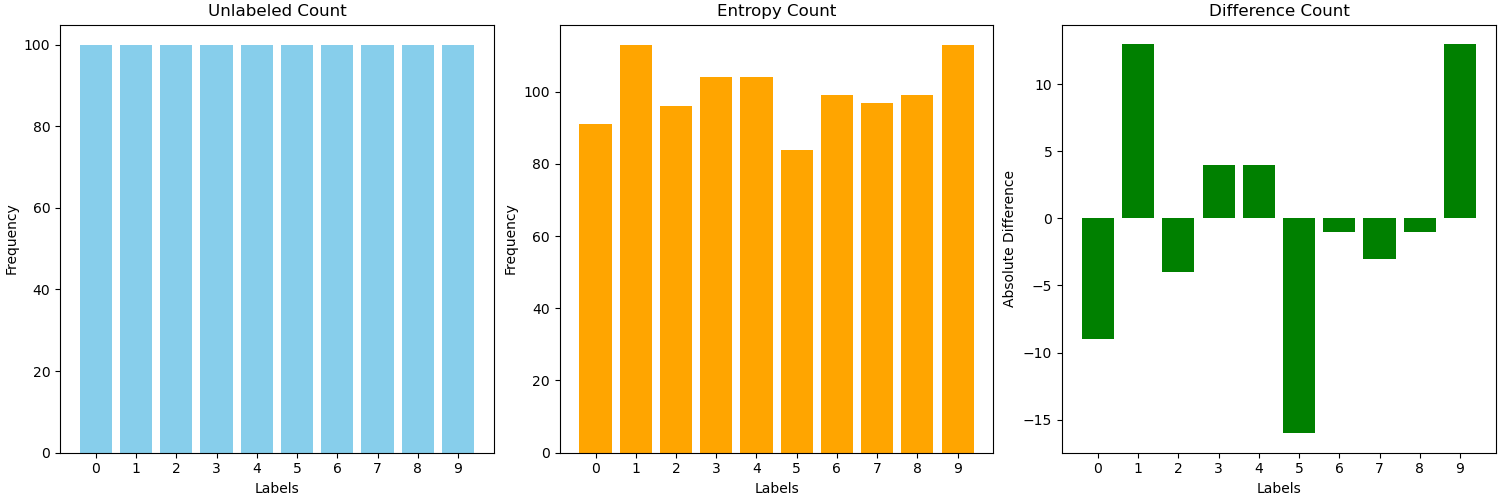 Unlabeled Count
100
80
60
40
20
0
Frequency
0 1 2 3 4 5 6 7 8 9
Labels
Entropy Count
100
80
60
40
20
0
Frequency
0 1 2 3 4 5 6 7 8 9
Labels
Difference Count
10
5
0
−5
−10
−15
Absolute Difference
0 1 2 3 4 5 6 7 8 9
Labels